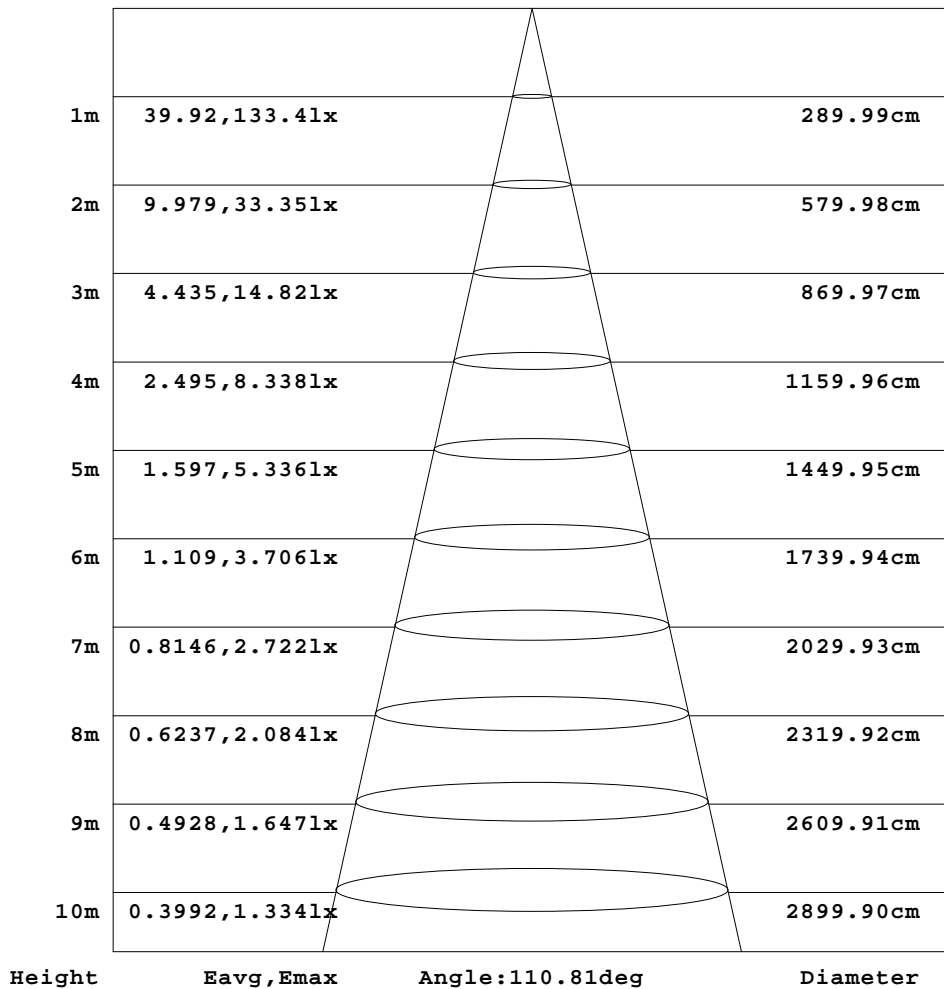 1m 39.92,133.4lx 289.99cm
2m 9.979,33.35lx 579.98cm
3m 4.435,14.82lx 869.97cm
4m 2.495,8.338lx 1159.96cm
5m 1.597,5.336lx 1449.95cm
6m 1.109,3.706lx 1739.94cm
7m 0.8146,2.722lx 2029.93cm
8m 0.6237,2.084lx 2319.92cm
9m 0.4928,1.647lx 2609.91cm
10m 0.3992,1.334lx 2899.90cm
Height Eavg,Emax Angle:110.81deg Diameter